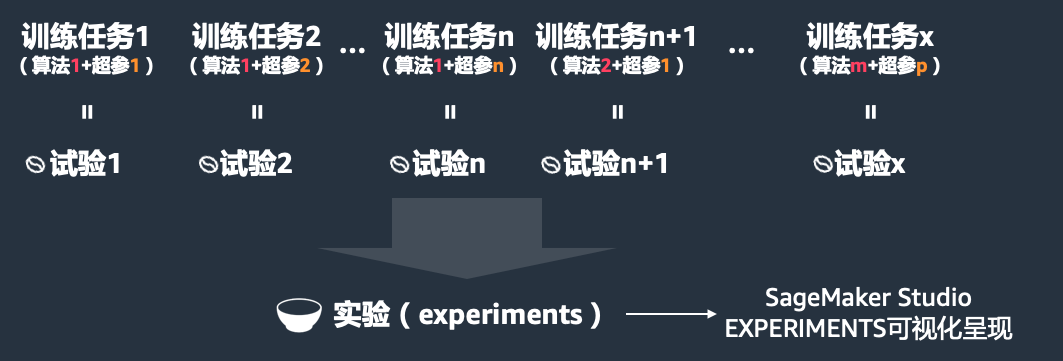 训练任务1 训练任务2 ... 训练任务n 训练任务n+1 ... 训练任务x
（算法1+超参1） （算法1+超参2） （算法1+超参n） （算法2+超参1） （算法m+超参p）
= = = = =
试验1 试验2 试验n 试验n+1 试验x
实验（experiments）
SageMaker Studio
EXPERIMENTS可视化呈现